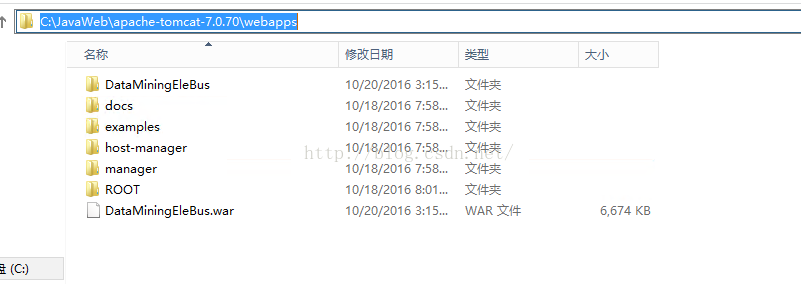 C:\JavaWeb\apache-tomcat-7.0.70\webapps
名称 修改日期 类型 大小
DataMiningEleBus 10/20/2016 3:15... 文件夹
docs 10/18/2016 7:58... 文件夹
examples 10/18/2016 7:58... 文件夹
host-manager 10/18/2016 7:58... 文件夹
http://blog.csdn.net/
manager 10/18/2016 7:58... 文件夹
ROOT 10/18/2016 8:01... 文件夹
DataMiningEleBus.war 10/20/2016 3:15... WAR 文件 6,674 KB
盘 (C:)